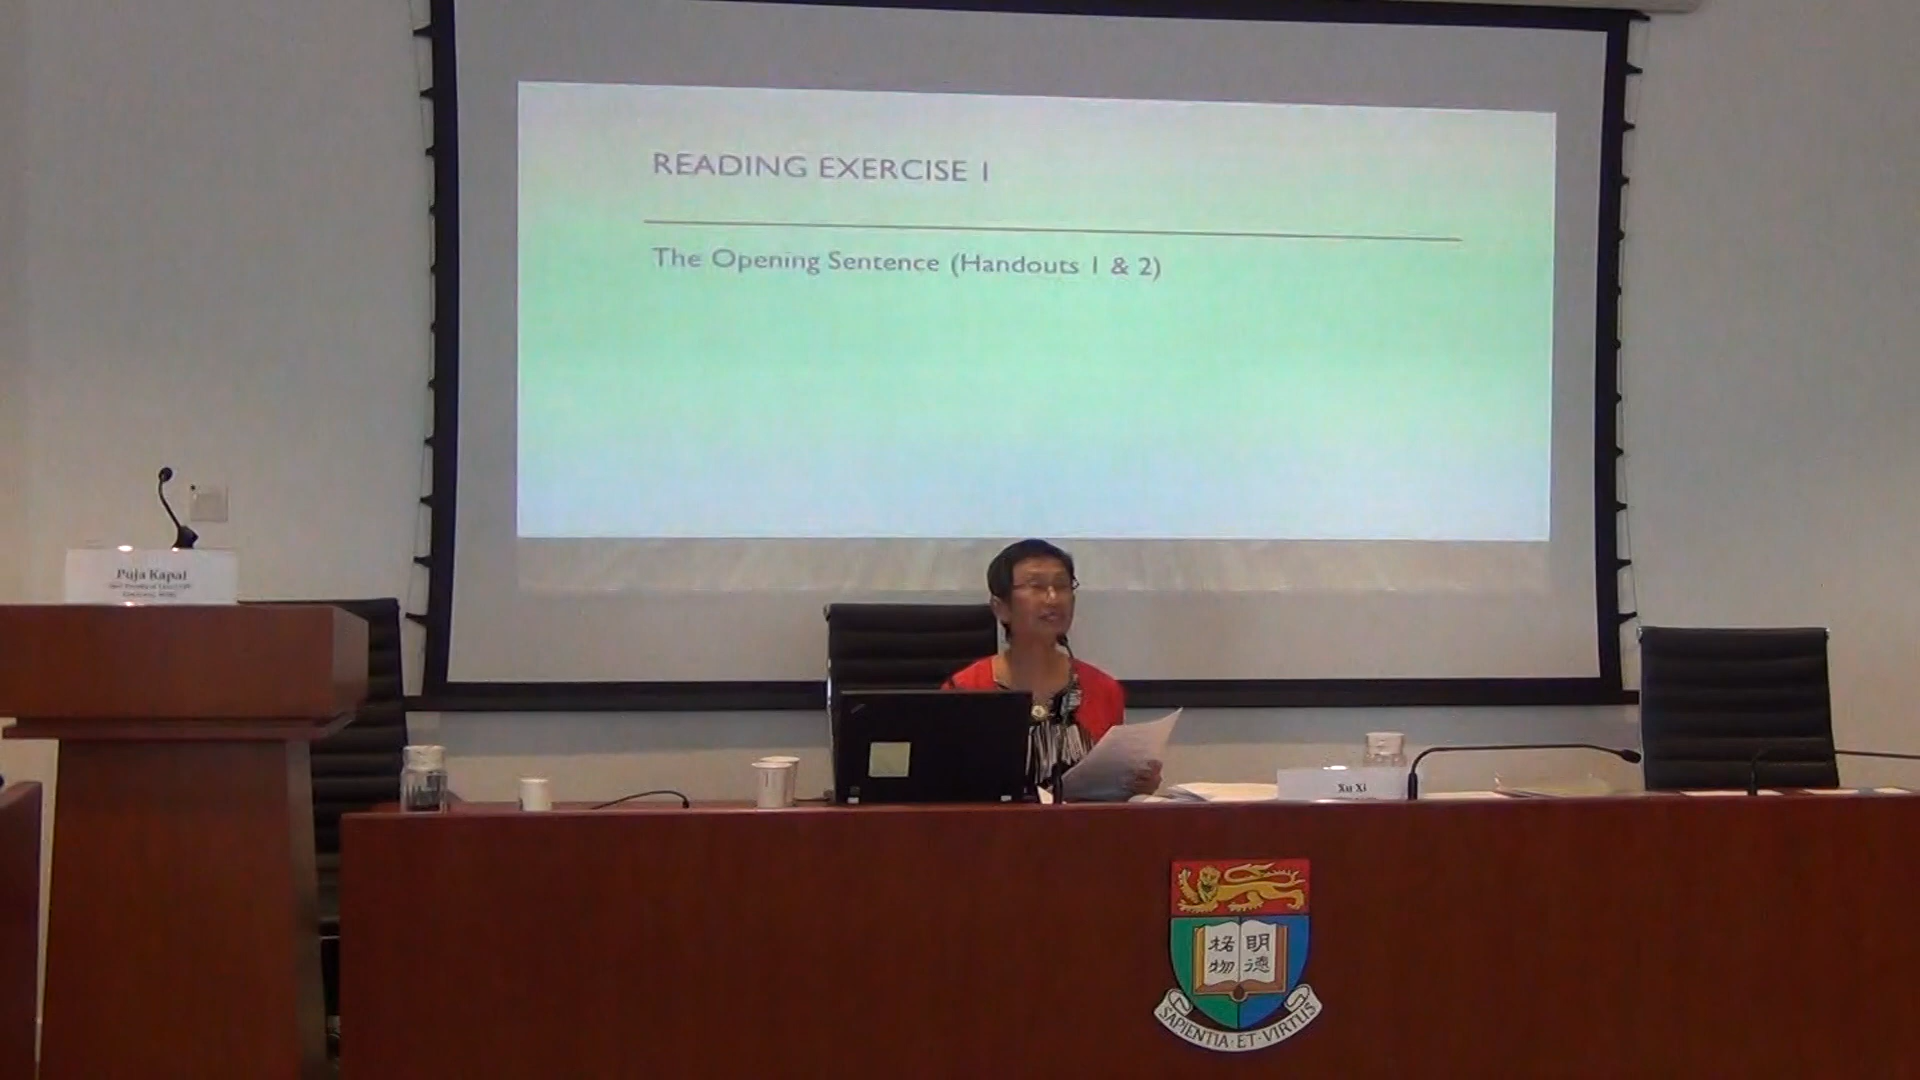 READING EXERCISE 1
The Opening Sentence (Handouts 1 & 2)
Puja Kapai
Xu Xi
格 明
物 德
SAPIENTIA·ET·VIRTUS